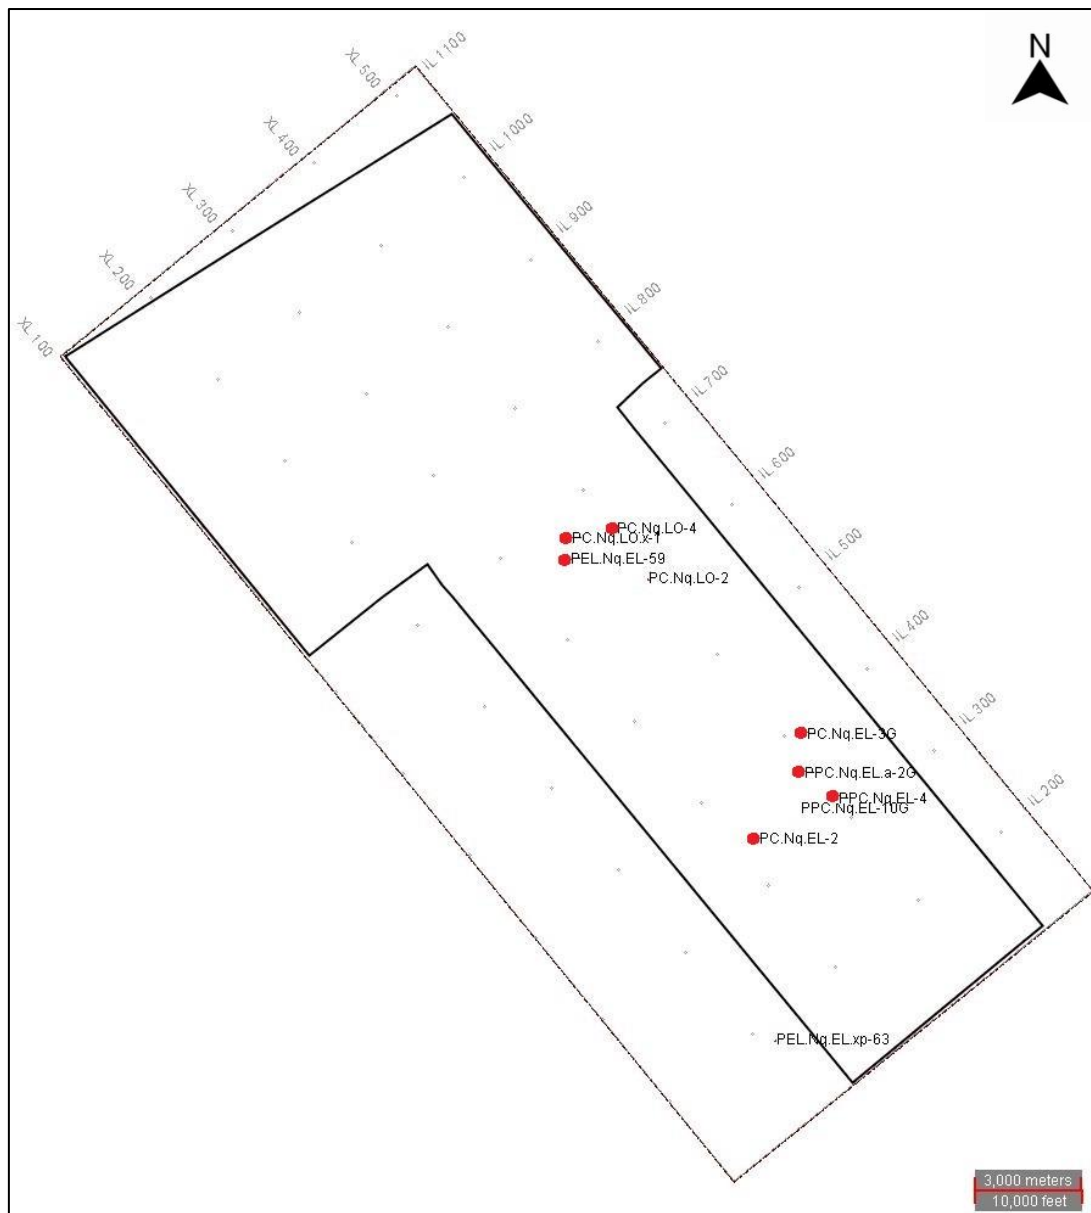 N
IL 1100
XL 500
IL 1000
XL 400
IL 900
XL 300
IL 800
XL 200
IL 700
XL 100
IL 600
IL 500
IL 400
IL 300
IL 200
PC.Nq.LO-4
PC.Nq.LO.x-1
PEL.Nq.EL-59
PC.Nq.LO-2
PC.Nq.EL-3G
PPC.Nq.EL.a-2G
PPC.Nq.EL-4
PPC.Nq.EL-10G
PC.Nq.EL-2
PEL.Nq.EL.xp-63
3,000 meters
10,000 feet